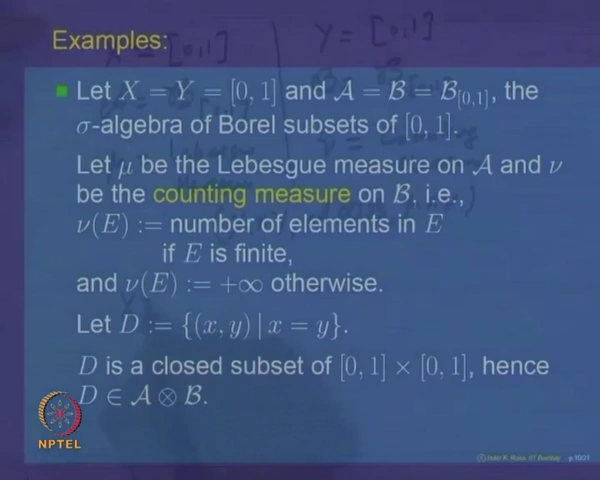 Examples:
Let X = Y = [0, 1] and 𝒜 = ℬ = ℬ[0,1], the
σ-algebra of Borel subsets of [0, 1].
Let μ be the Lebesgue measure on 𝒜 and ν
be the counting measure on ℬ, i.e.,
ν(E) := number of elements in E
if E is finite,
and ν(E) := +∞ otherwise.
Let D := {(x, y) | x = y}.
D is a closed subset of [0, 1] × [0, 1], hence
D ∈ 𝒜 ⊗ ℬ.
NPTEL
Y = [0,1]